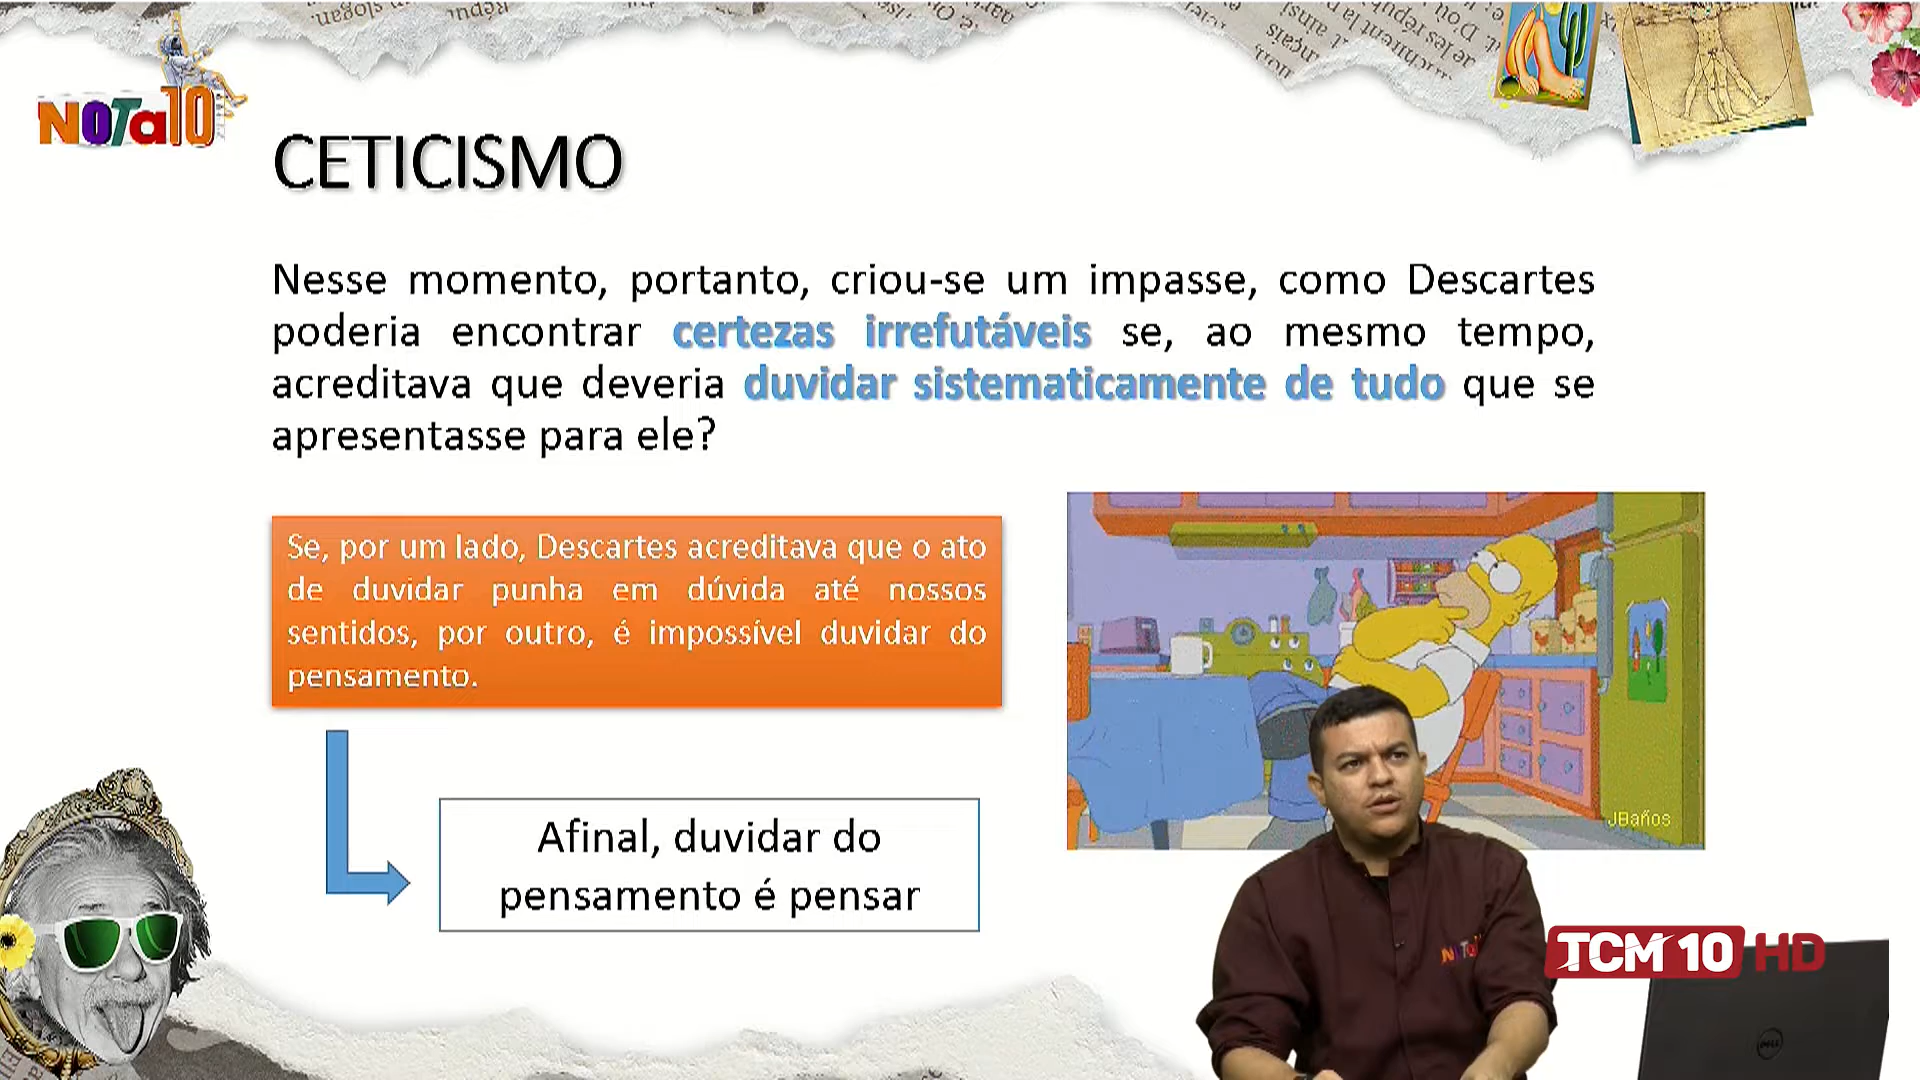 NOTa10
CETICISMO
Nesse momento, portanto, criou-se um impasse, como Descartes
poderia encontrar certezas irrefutáveis se, ao mesmo tempo,
acreditava que deveria duvidar sistematicamente de tudo que se
apresentasse para ele?
Se, por um lado, Descartes acreditava que o ato
de duvidar punha em dúvida até nossos
sentidos, por outro, é impossível duvidar do
pensamento.
Afinal, duvidar do
pensamento é pensar
JBaños
TCM 10 HD
DELL